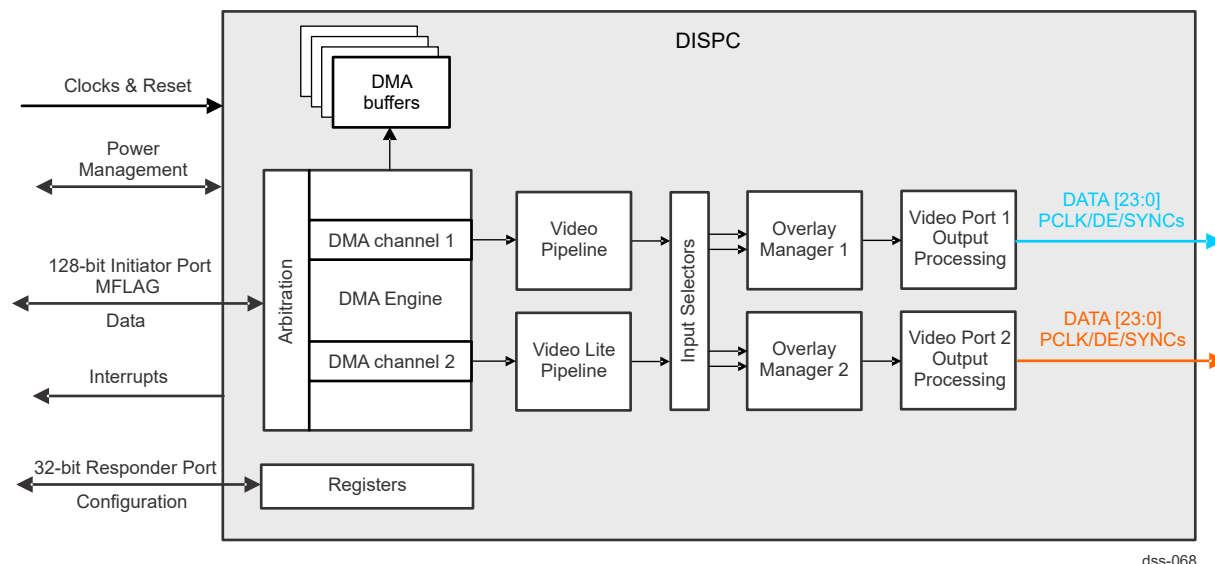 DISPC
DMA
buffers
Clocks & Reset
Power
Management
128-bit Initiator Port
MFLAG
Data
Interrupts
32-bit Responder Port
Configuration
Arbitration
DMA channel 1
DMA Engine
DMA channel 2
Registers
Video
Pipeline
Video Lite
Pipeline
Input Selectors
Overlay
Manager 1
Overlay
Manager 2
Video Port 1
Output
Processing
Video Port 2
Output
Processing
DATA [23:0]
PCLK/DE/SYNCs
DATA [23:0]
PCLK/DE/SYNCs
dss-068